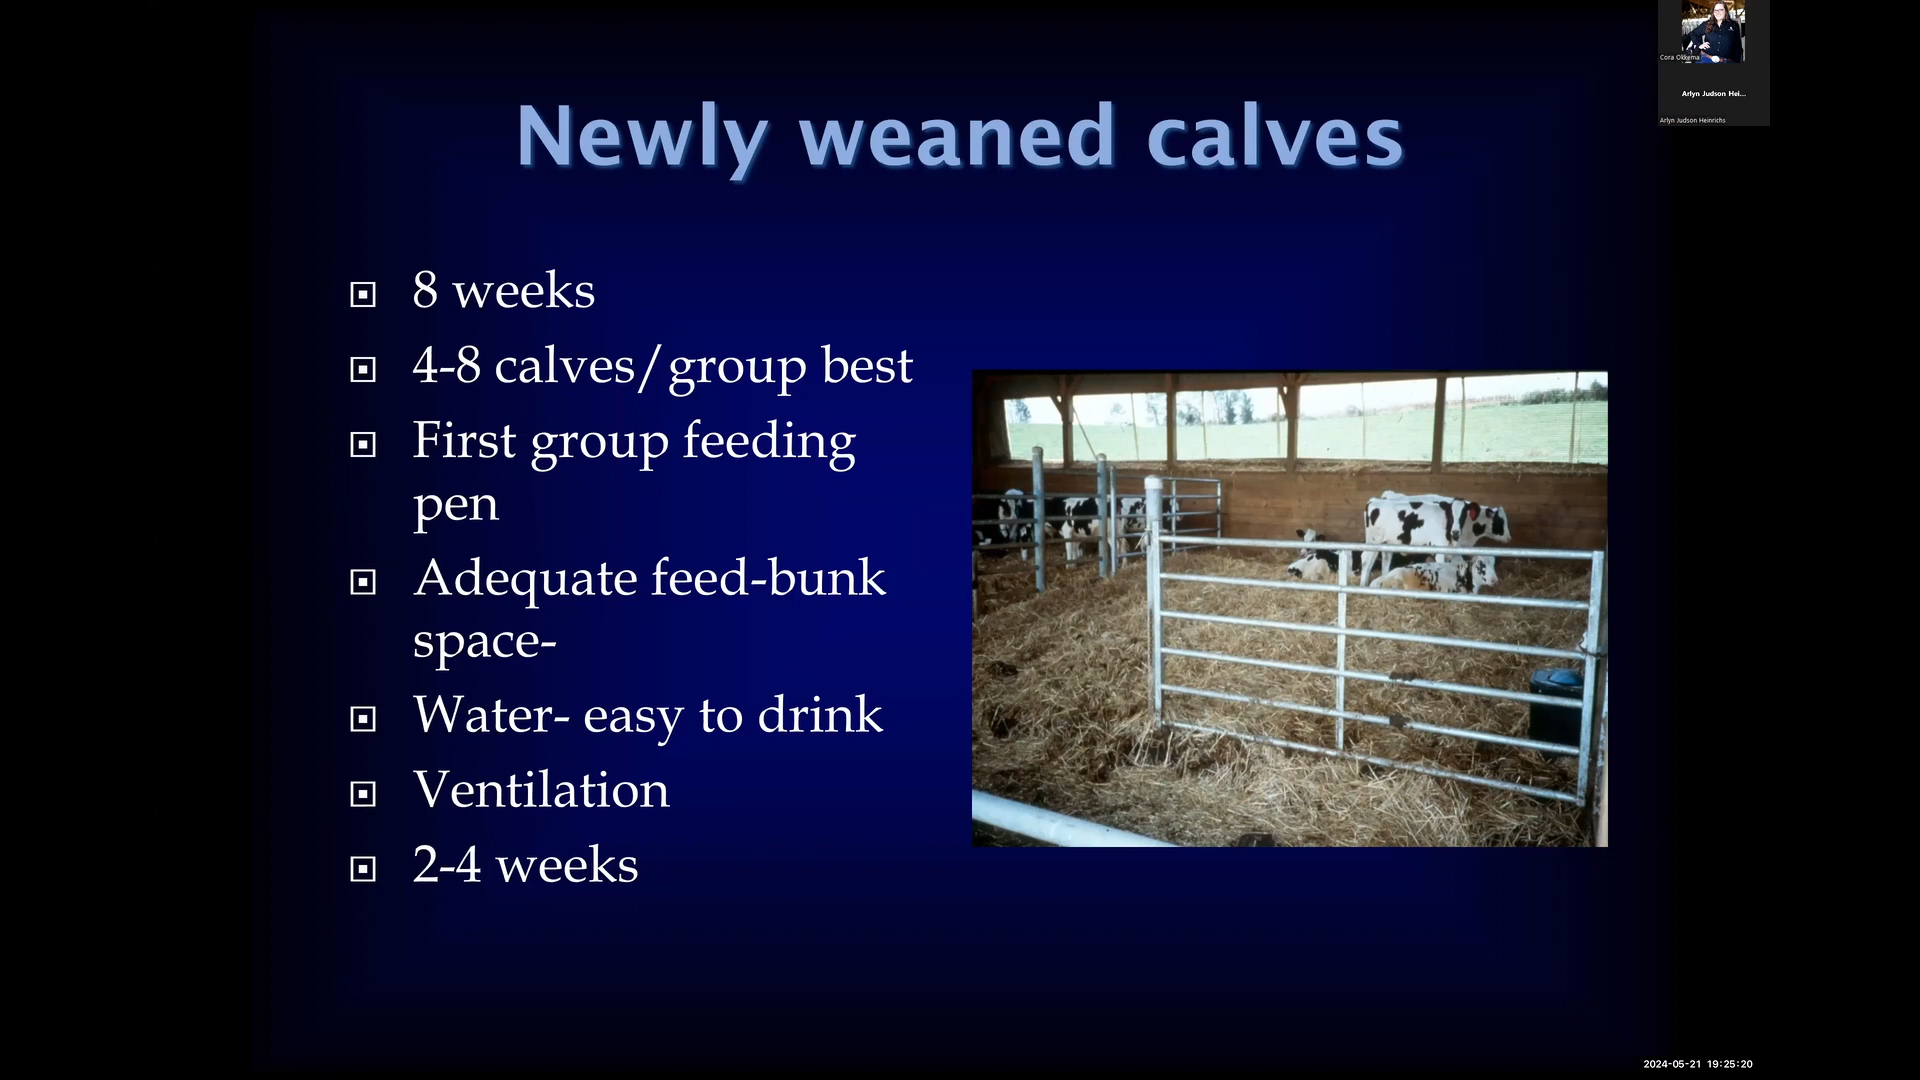 Newly weaned calves
8 weeks
4-8 calves/group best
First group feeding
pen
Adequate feed-bunk
space-
Water- easy to drink
Ventilation
2-4 weeks
Cora Okkema
Arlyn Judson Hei...
Arlyn Judson Heinrichs
2024-05-21 19:25:20